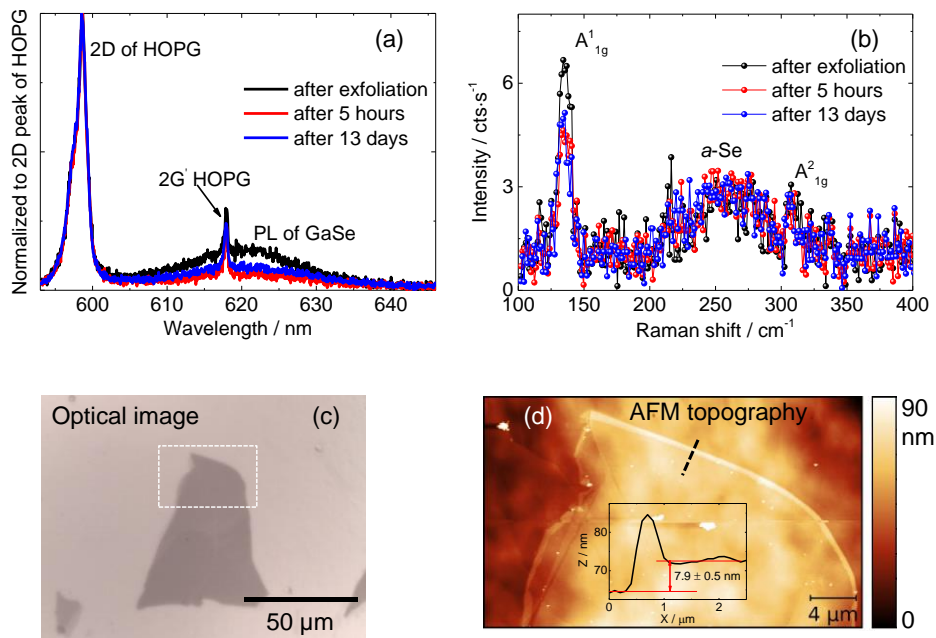 (a)
2D of HOPG
after exfoliation
after 5 hours
after 13 days
2G' HOPG
PL of GaSe
Normalized to 2D peak of HOPG
600 610 620 630 640
Wavelength / nm
(b)
A¹₁g
after exfoliation
after 5 hours
after 13 days
a-Se
A²₁g
Intensity / cts·s⁻¹
6
3
0
100 150 200 250 300 350 400
Raman shift / cm⁻¹
Optical image (c)
50 µm
(d) AFM topography
90
nm
0
Z / nm
80
70
7.9 ± 0.5 nm
0 1 2
X / µm
4 µm